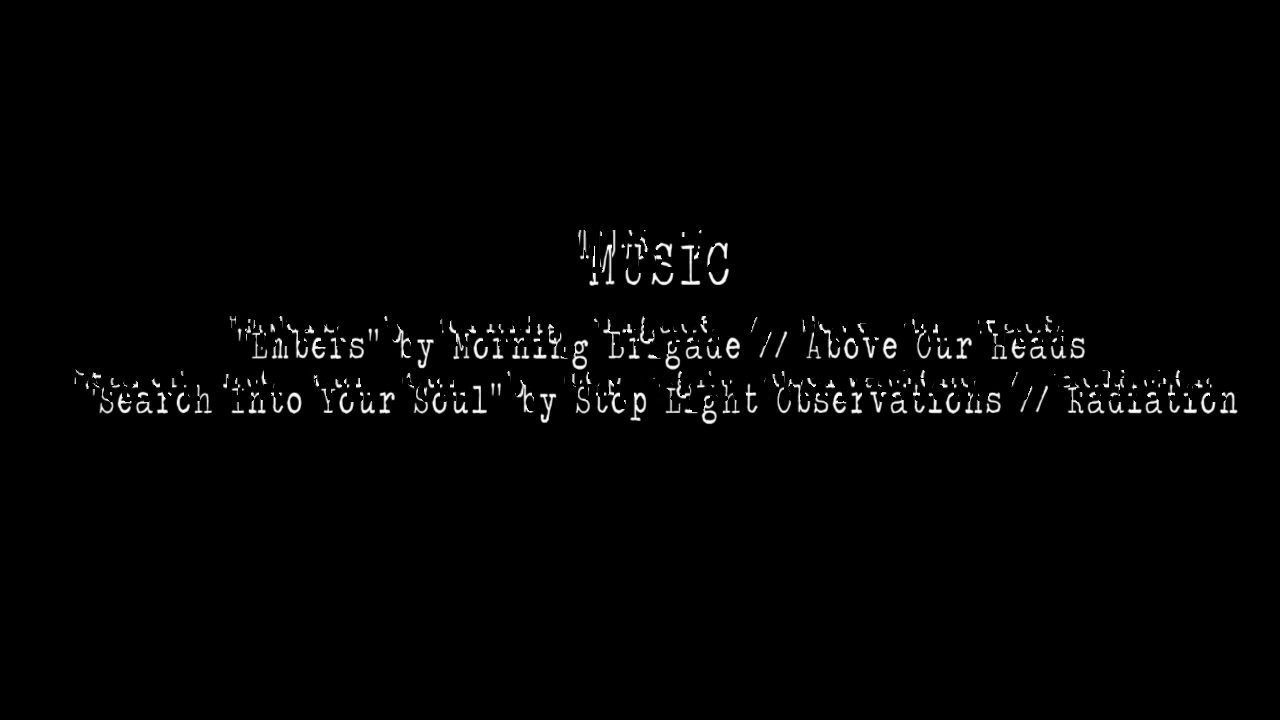 Music
"Embers" by Morning Brigade // Above Our Heads
"Search Into Your Soul" by Stop Light Observations // Radiation